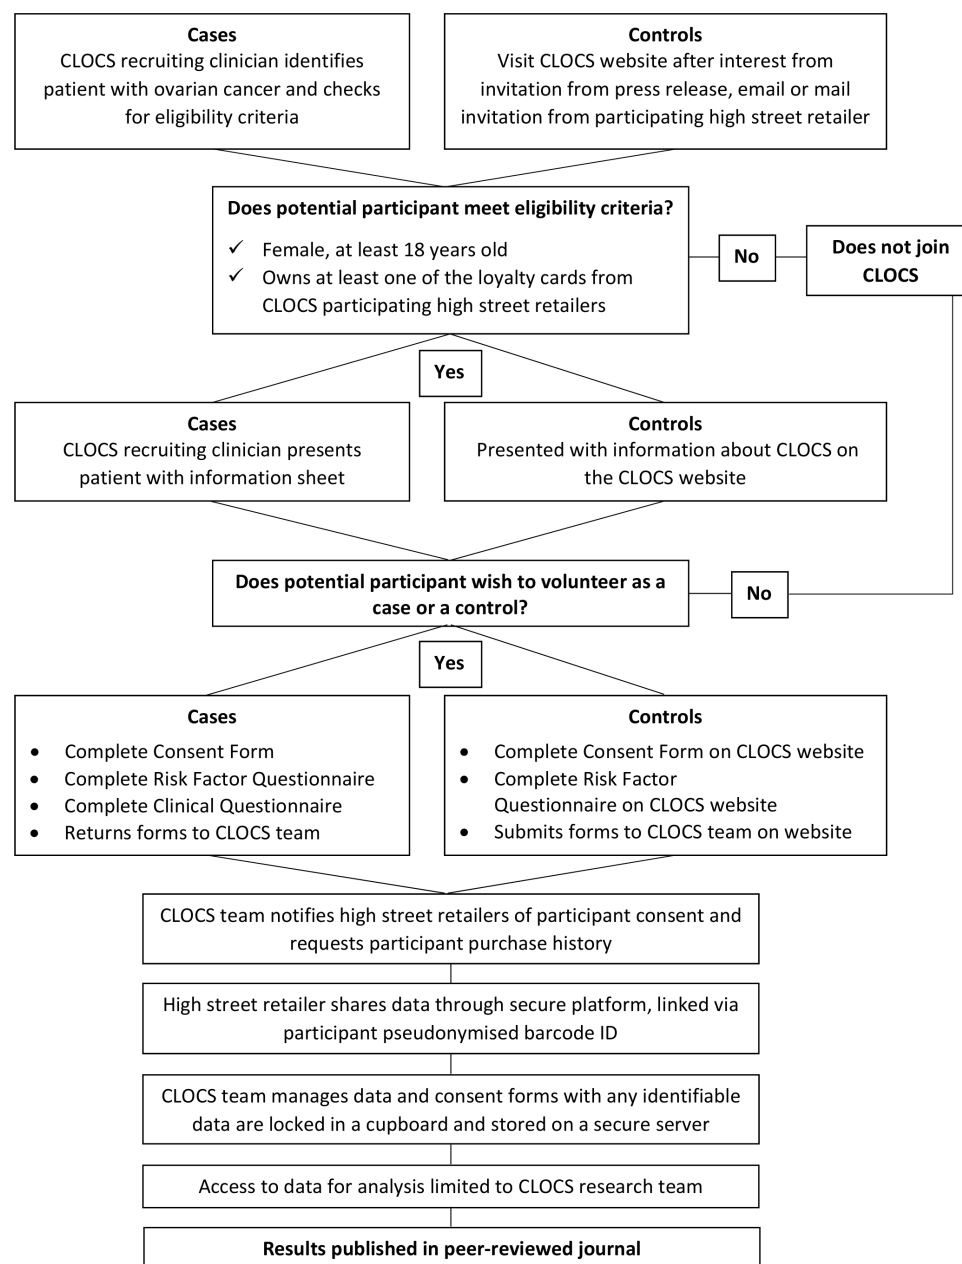 Cases
CLOCS recruiting clinician identifies
patient with ovarian cancer and checks
for eligibility criteria
Controls
Visit CLOCS website after interest from
invitation from press release, email or mail
invitation from participating high street retailer
Does potential participant meet eligibility criteria?
✓ Female, at least 18 years old
✓ Owns at least one of the loyalty cards from
CLOCS participating high street retailers
No
Does not join
CLOCS
Yes
Cases
CLOCS recruiting clinician presents
patient with information sheet
Controls
Presented with information about CLOCS on
the CLOCS website
Does potential participant wish to volunteer as a
case or a control?
No
Yes
Cases
• Complete Consent Form
• Complete Risk Factor Questionnaire
• Complete Clinical Questionnaire
• Returns forms to CLOCS team
Controls
• Complete Consent Form on CLOCS website
• Complete Risk Factor
Questionnaire on CLOCS website
• Submits forms to CLOCS team on website
CLOCS team notifies high street retailers of participant consent and
requests participant purchase history
High street retailer shares data through secure platform, linked via
participant pseudonymised barcode ID
CLOCS team manages data and consent forms with any identifiable
data are locked in a cupboard and stored on a secure server
Access to data for analysis limited to CLOCS research team
Results published in peer-reviewed journal